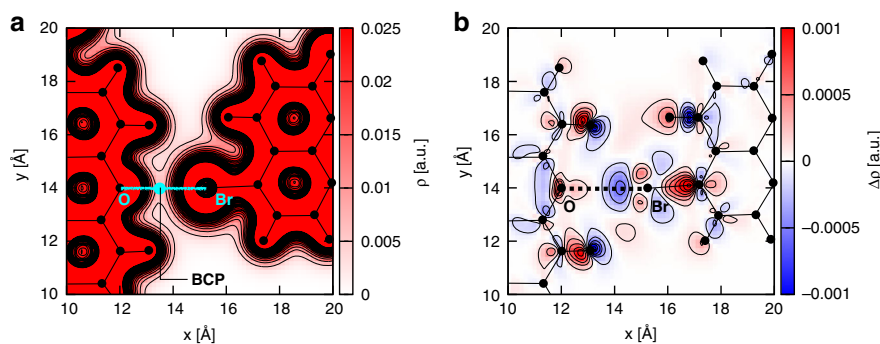 a
20
18
16
14
12
10
y [Å]
10 12 14 16 18 20
x [Å]
O
Br
BCP
0.025
0.02
0.015
0.01
0.005
0
ρ [a.u.]
b
20
18
16
14
12
10
y [Å]
10 12 14 16 18 20
x [Å]
O
Br
0.001
0.0005
0
−0.0005
−0.001
Δρ [a.u.]